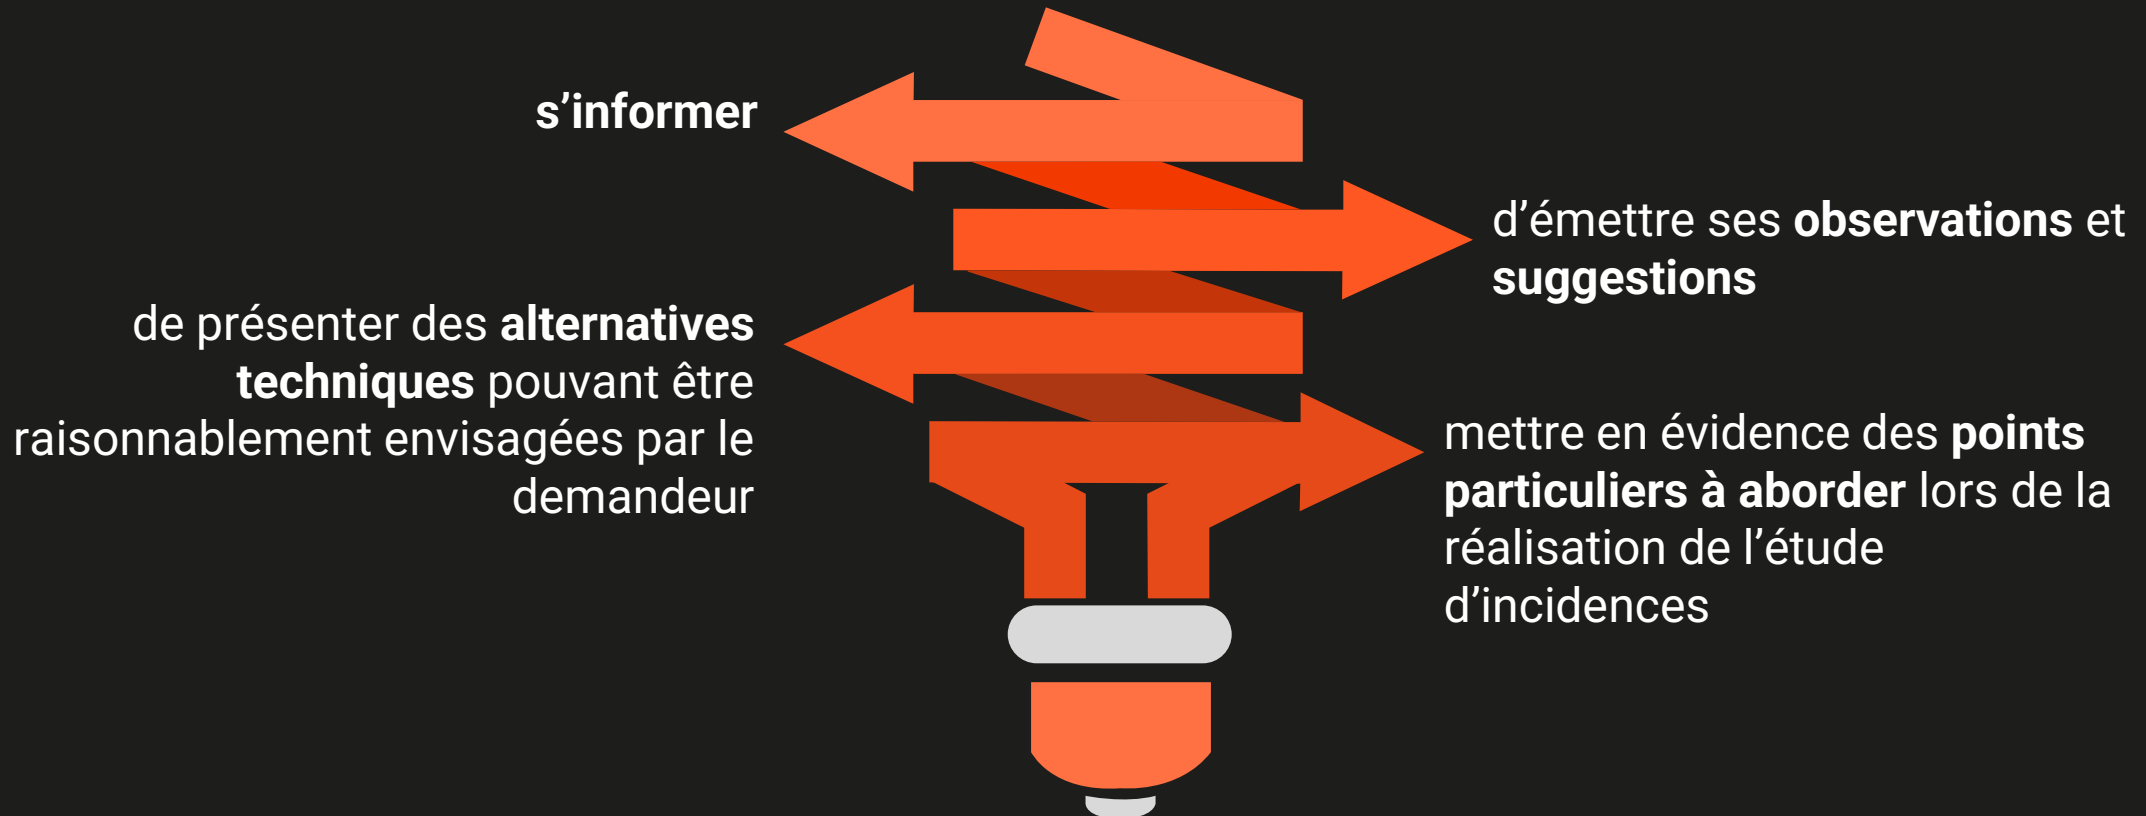 s’informer
d’émettre ses observations et
suggestions
de présenter des alternatives
techniques pouvant être
raisonnablement envisagées par le
demandeur
mettre en évidence des points
particuliers à aborder lors de la
réalisation de l’étude
d’incidences